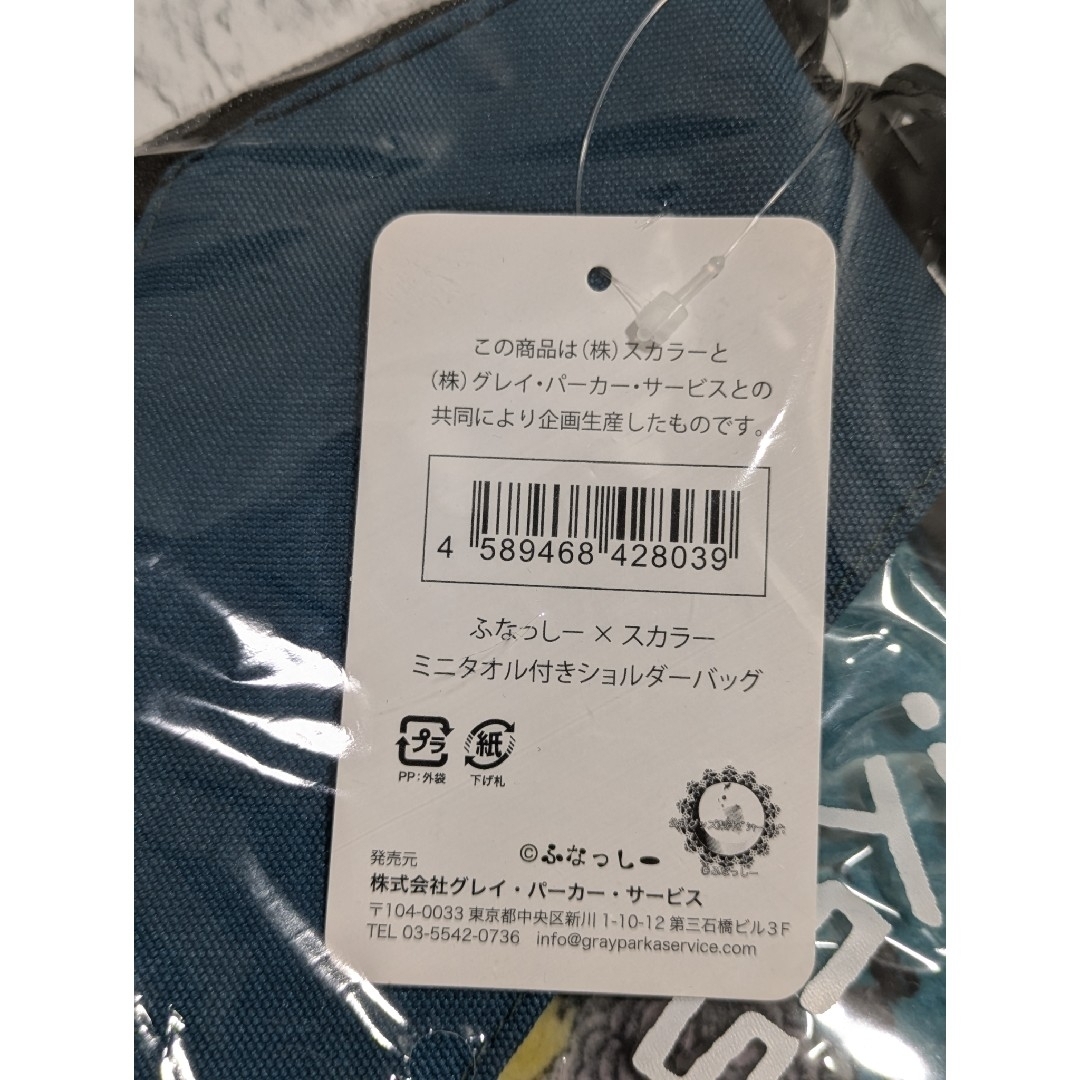 この商品は(株)スカラーと
(株)グレイ・パーカー・サービスとの
共同により企画生産したものです。
4 589468 428039
ふなっしー × スカラー
ミニタオル付きショルダーバッグ
プラ 紙
PP:外袋 下げ札
©ふなっしー
©ふなっしー
発売元
株式会社グレイ・パーカー・サービス
〒104-0033 東京都中央区新川 1-10-12 第三石橋ビル3F
TEL 03-5542-0736 info@grayparkaservice.com